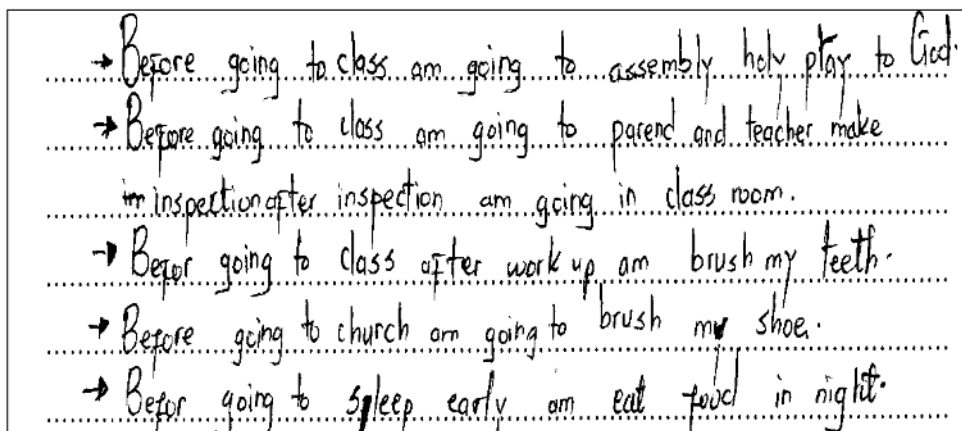 → Before going to class am going to assembly holy pray to God.
→ Before going to class am going to parend and teacher make
inspection after inspection am going in class room.
→ Befor going to class after work up am brush my teeth.
→ Before going to church am going to brush my shoe.
→ Befor going to sleep early am eat food in night.